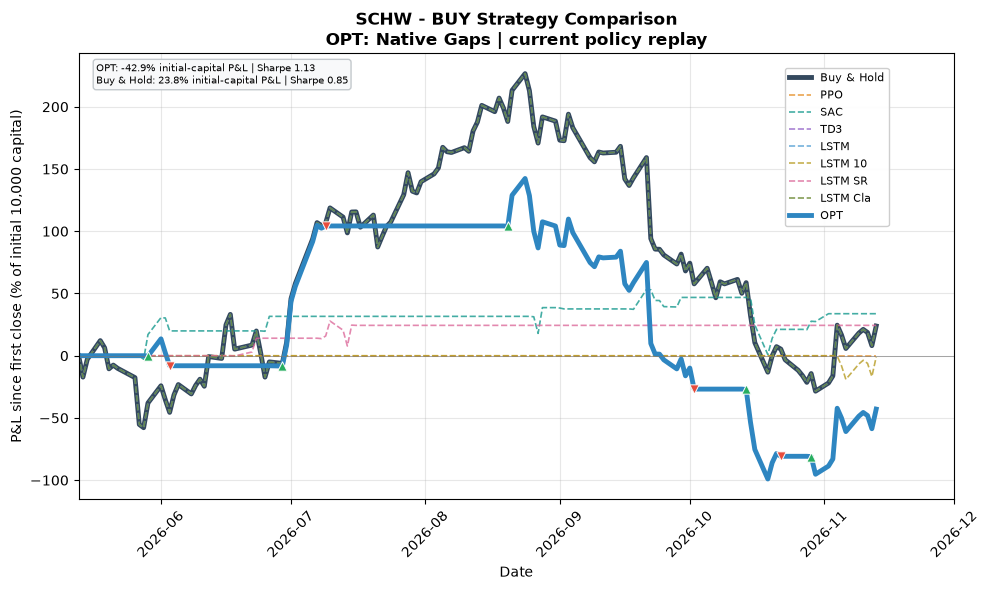 SCHW - BUY Strategy Comparison
OPT: Native Gaps | current policy replay
OPT: -42.9% initial-capital P&L | Sharpe 1.13
Buy & Hold: 23.8% initial-capital P&L | Sharpe 0.85
Buy & Hold
PPO
SAC
TD3
LSTM
LSTM 10
LSTM SR
LSTM Cla
OPT
P&L since first close (% of initial 10,000 capital)
200
150
100
50
0
−50
−100
2026-06
2026-07
2026-08
2026-09
2026-10
2026-11
2026-12
Date